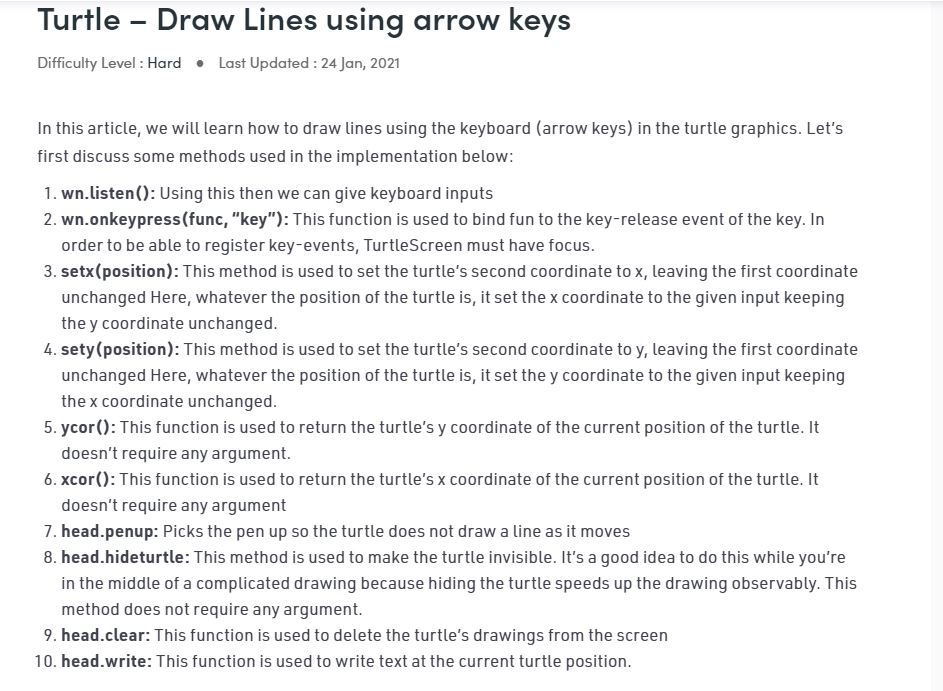 Turtle – Draw Lines using arrow keys
Difficulty Level : Hard ● Last Updated : 24 Jan, 2021
In this article, we will learn how to draw lines using the keyboard (arrow keys) in the turtle graphics. Let’s
first discuss some methods used in the implementation below:
1. wn.listen(): Using this then we can give keyboard inputs
2. wn.onkeypress(func, “key”): This function is used to bind fun to the key-release event of the key. In
order to be able to register key-events, TurtleScreen must have focus.
3. setx(position): This method is used to set the turtle’s second coordinate to x, leaving the first coordinate
unchanged Here, whatever the position of the turtle is, it set the x coordinate to the given input keeping
the y coordinate unchanged.
4. sety(position): This method is used to set the turtle’s second coordinate to y, leaving the first coordinate
unchanged Here, whatever the position of the turtle is, it set the y coordinate to the given input keeping
the x coordinate unchanged.
5. ycor(): This function is used to return the turtle’s y coordinate of the current position of the turtle. It
doesn’t require any argument.
6. xcor(): This function is used to return the turtle’s x coordinate of the current position of the turtle. It
doesn’t require any argument
7. head.penup: Picks the pen up so the turtle does not draw a line as it moves
8. head.hideturtle: This method is used to make the turtle invisible. It’s a good idea to do this while you’re
in the middle of a complicated drawing because hiding the turtle speeds up the drawing observably. This
method does not require any argument.
9. head.clear: This function is used to delete the turtle’s drawings from the screen
10. head.write: This function is used to write text at the current turtle position.